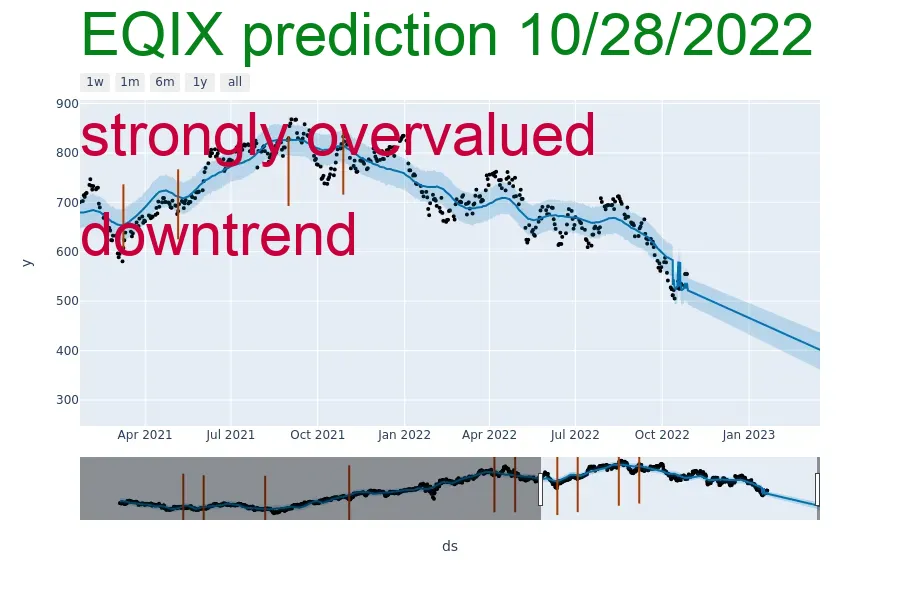 EQIX prediction 10/28/2022
1w 1m 6m 1y all
900
strongly overvalued
800
700
downtrend
600
y
500
400
300
Apr 2021 Jul 2021 Oct 2021 Jan 2022 Apr 2022 Jul 2022 Oct 2022 Jan 2023
ds